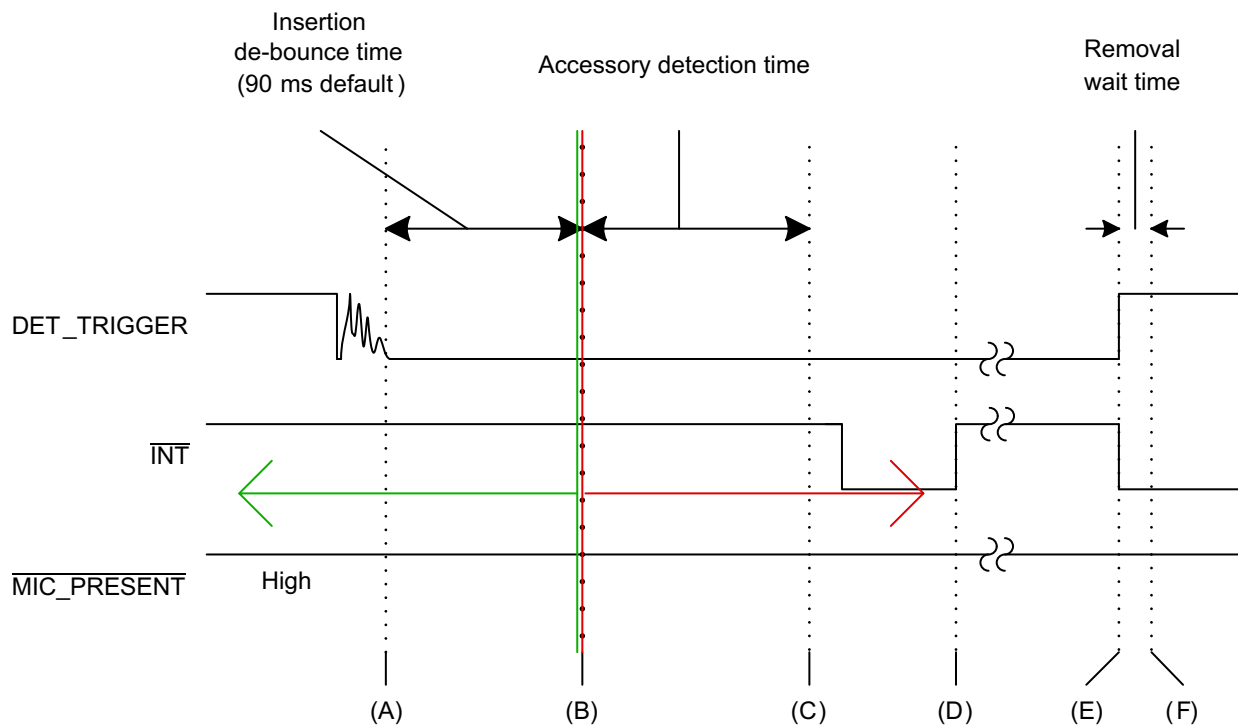 Insertion
de-bounce time
(90 ms default)
Accessory detection time
Removal
wait time
DET_TRIGGER
INT
MIC_PRESENT
High
(A)
(B)
(C)
(D)
(E)
(F)